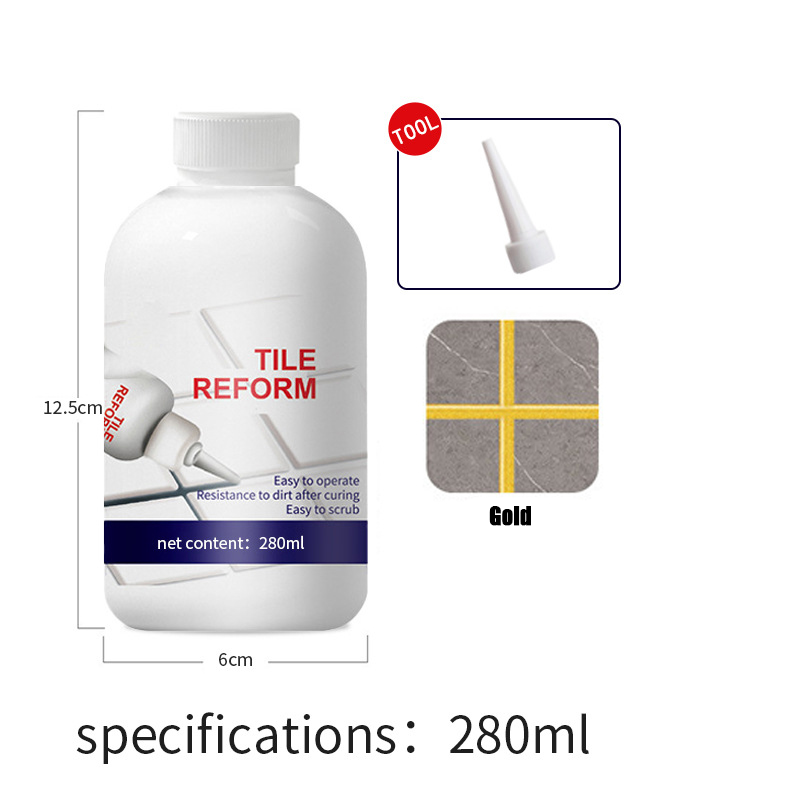 TOOL
TILE
REFORM
12.5cm
TILE
REFORM
Easy to operate
Resistance to dirt after curing
Easy to scrub
net content：280ml
Gold
6cm
specifications：280ml